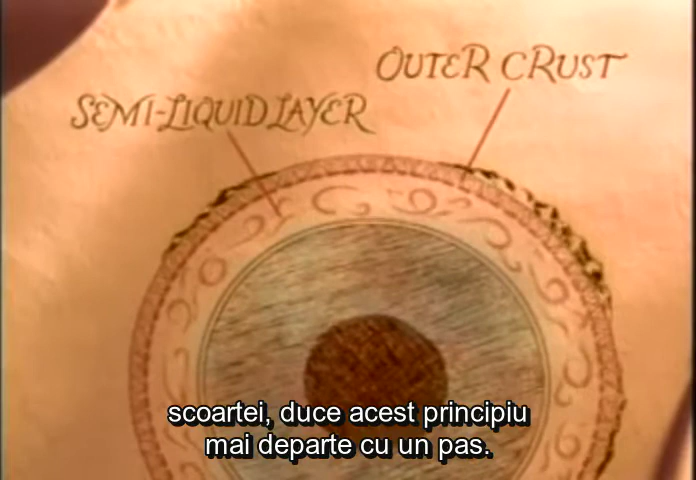 OUTER CRUST
SEMI-LIQUID LAYER
scoartei, duce acest principiu
mai departe cu un pas.